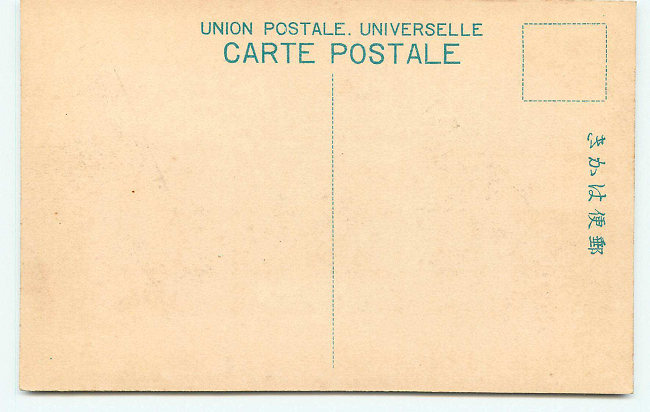 UNION POSTALE. UNIVERSELLE
CARTE POSTALE
郵便はかき